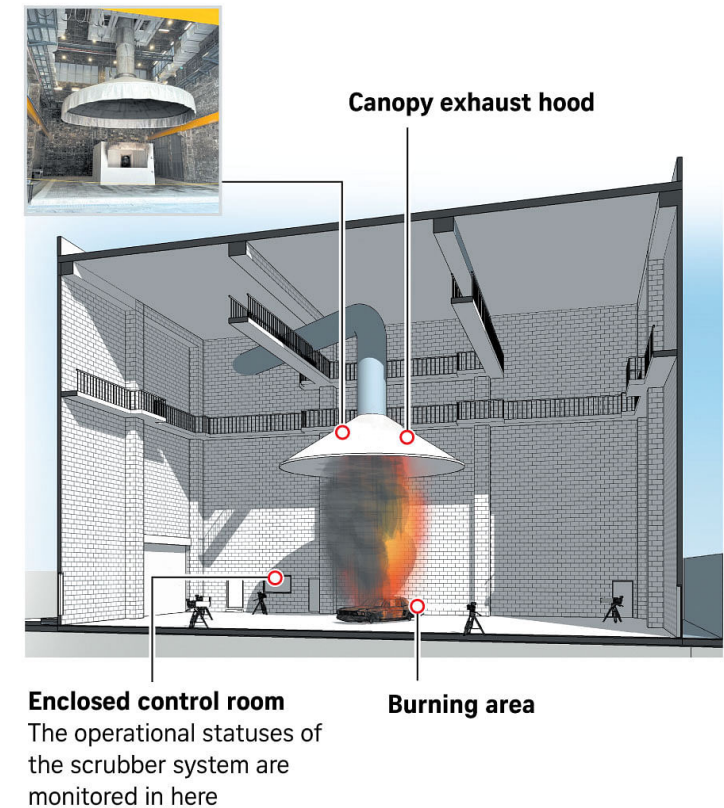 Canopy exhaust hood
Enclosed control room
The operational statuses of
the scrubber system are
monitored in here
Burning area